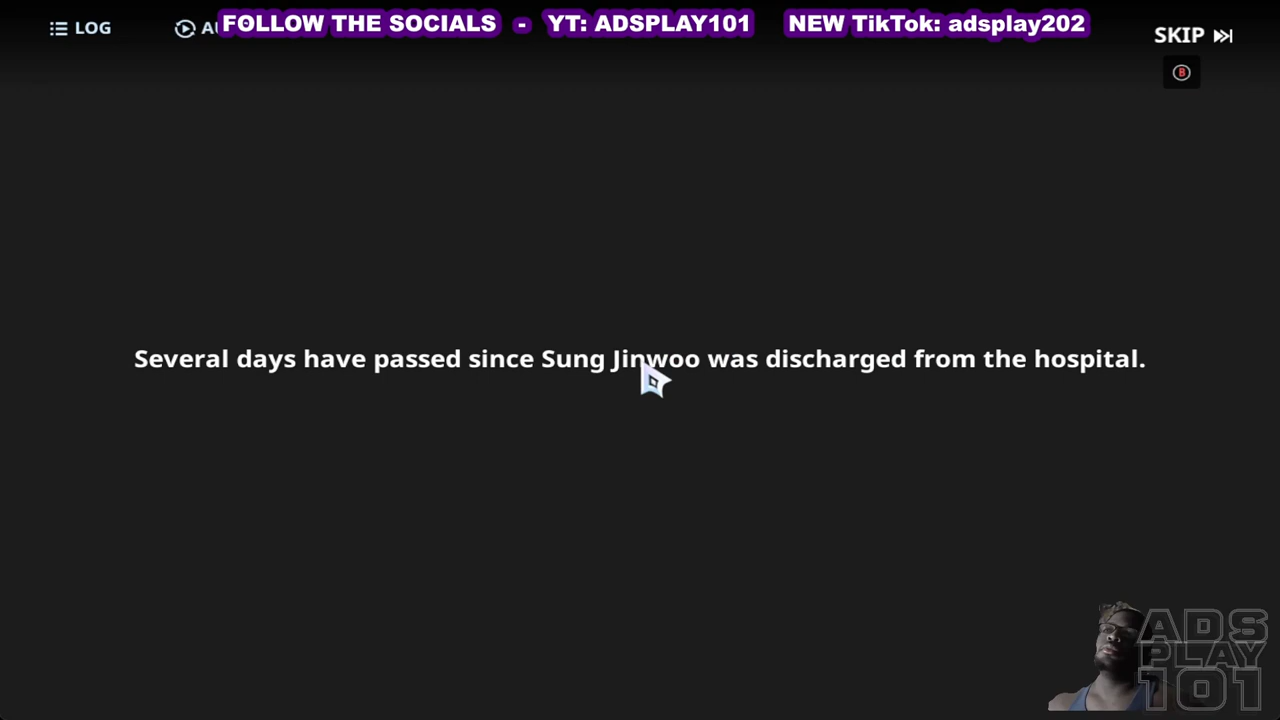 FOLLOW THE SOCIALS - YT: ADSPLAY101 NEW TikTok: adsplay202
LOG
SKIP
B
Several days have passed since Sung Jinwoo was discharged from the hospital.
ADS
PLAY
101